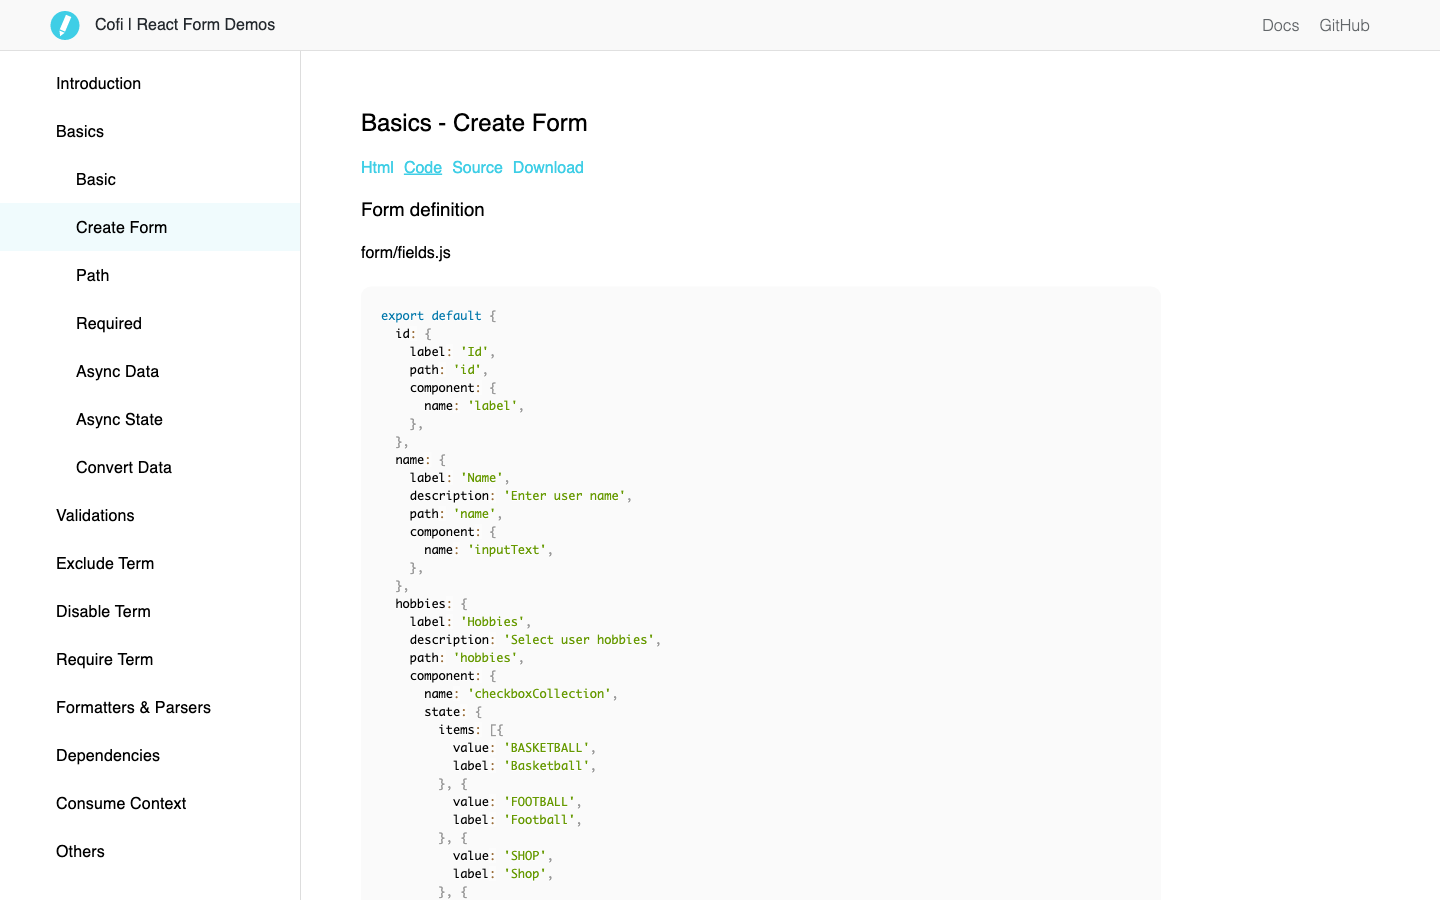 Cofi | React Form Demos
Docs
GitHub
Introduction
Basics
Basic
Create Form
Path
Required
Async Data
Async State
Convert Data
Validations
Exclude Term
Disable Term
Require Term
Formatters & Parsers
Dependencies
Consume Context
Others
Basics - Create Form
Html Code Source Download
Form definition
form/fields.js
export default {
  id: {
    label: 'Id',
    path: 'id',
    component: {
      name: 'label',
    },
  },
  name: {
    label: 'Name',
    description: 'Enter user name',
    path: 'name',
    component: {
      name: 'inputText',
    },
  },
  hobbies: {
    label: 'Hobbies',
    description: 'Select user hobbies',
    path: 'hobbies',
    component: {
      name: 'checkboxCollection',
      state: {
        items: [{
          value: 'BASKETBALL',
          label: 'Basketball',
        }, {
          value: 'FOOTBALL',
          label: 'Football',
        }, {
          value: 'SHOP',
          label: 'Shop',
        }, {